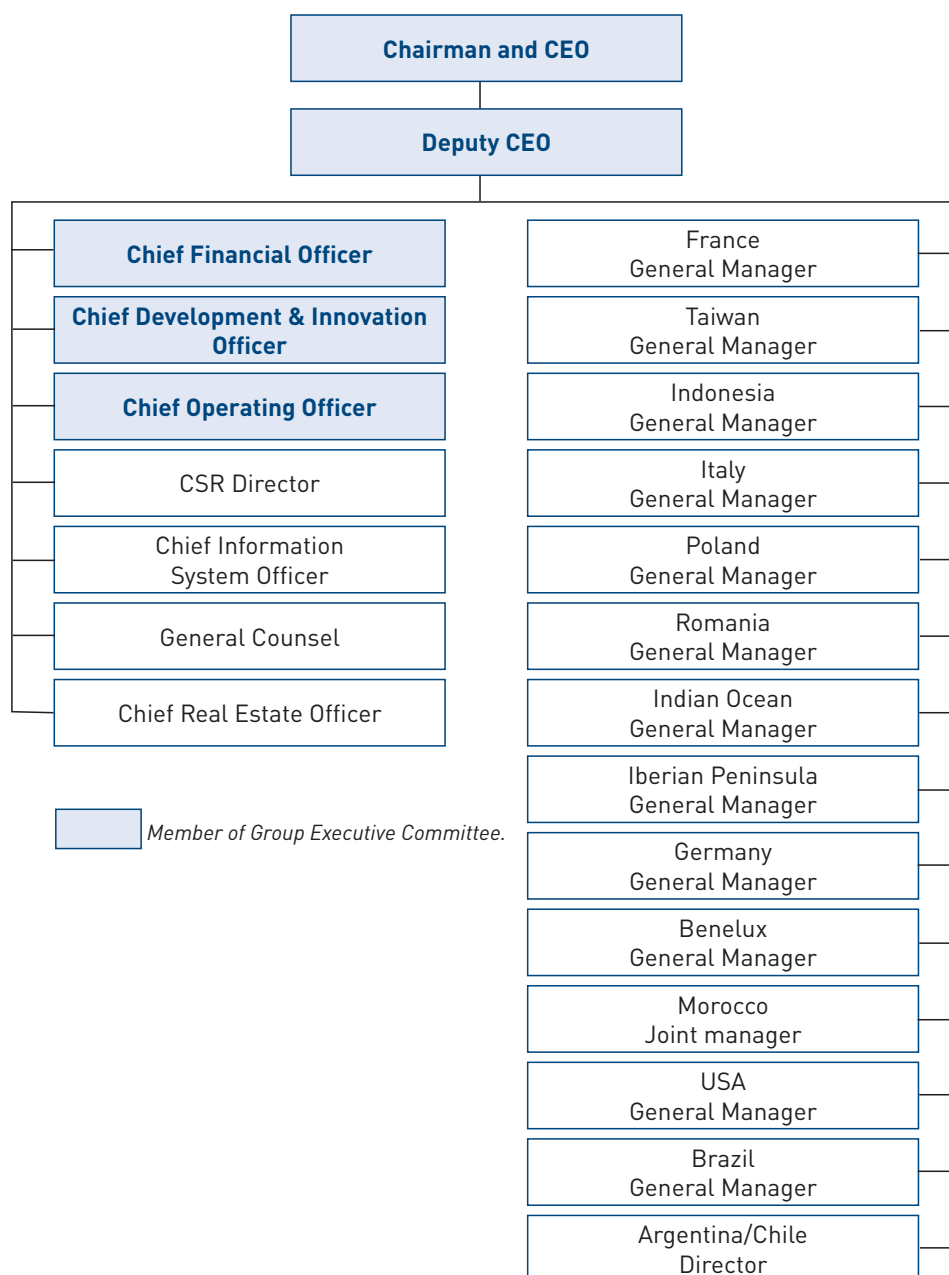 Chairman and CEO
Deputy CEO
Chief Financial Officer
Chief Development & Innovation
Officer
Chief Operating Officer
CSR Director
Chief Information
System Officer
General Counsel
Chief Real Estate Officer
Member of Group Executive Committee.
France
General Manager
Taiwan
General Manager
Indonesia
General Manager
Italy
General Manager
Poland
General Manager
Romania
General Manager
Indian Ocean
General Manager
Iberian Peninsula
General Manager
Germany
General Manager
Benelux
General Manager
Morocco
Joint manager
USA
General Manager
Brazil
General Manager
Argentina/Chile
Director